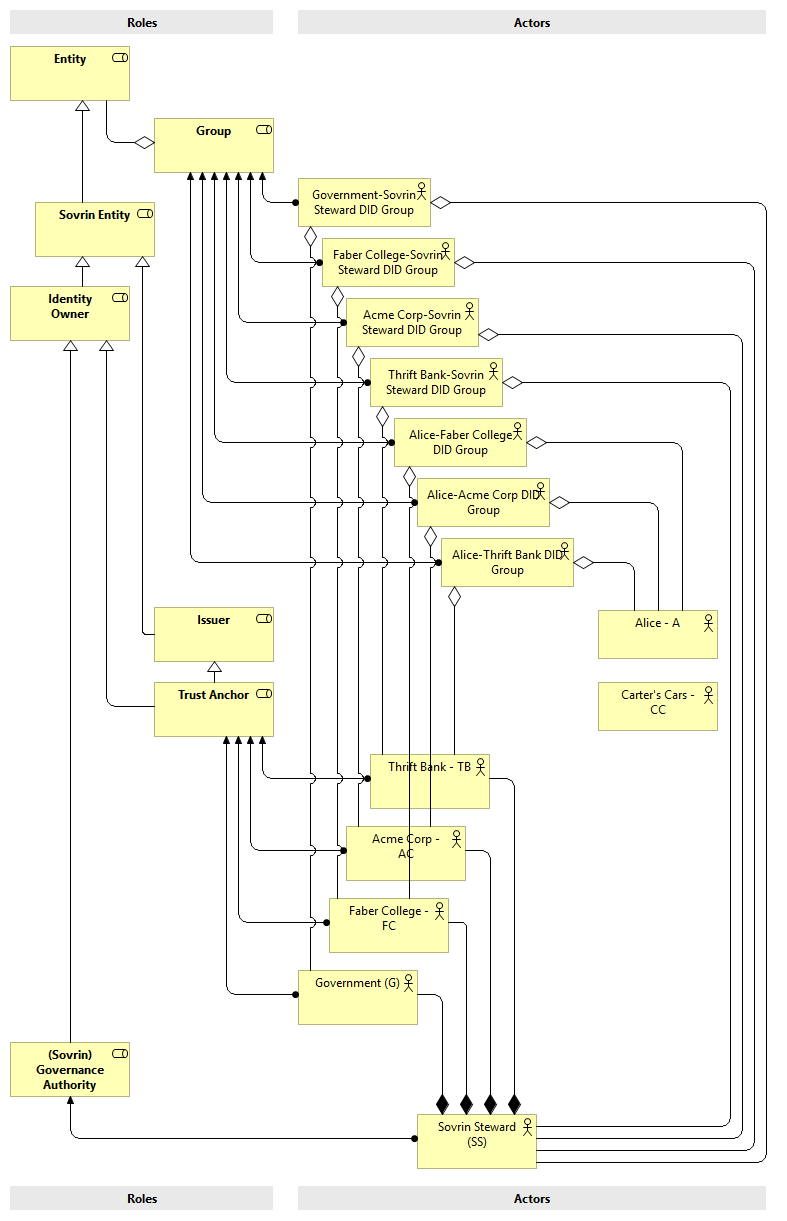 Roles
Actors
Entity
Group
Government-Sovrin
Steward DID Group
Sovrin Entity
Faber College-Sovrin
Steward DID Group
Identity
Owner
Acme Corp-Sovrin
Steward DID Group
Thrift Bank-Sovrin
Steward DID Group
Alice-Faber College
DID Group
Alice-Acme Corp DID
Group
Alice-Thrift Bank DID
Group
Issuer
Alice - A
Trust Anchor
Carter's Cars -
CC
Thrift Bank - TB
Acme Corp -
AC
Faber College -
FC
Government (G)
(Sovrin)
Governance
Authority
Sovrin Steward
(SS)
Roles
Actors